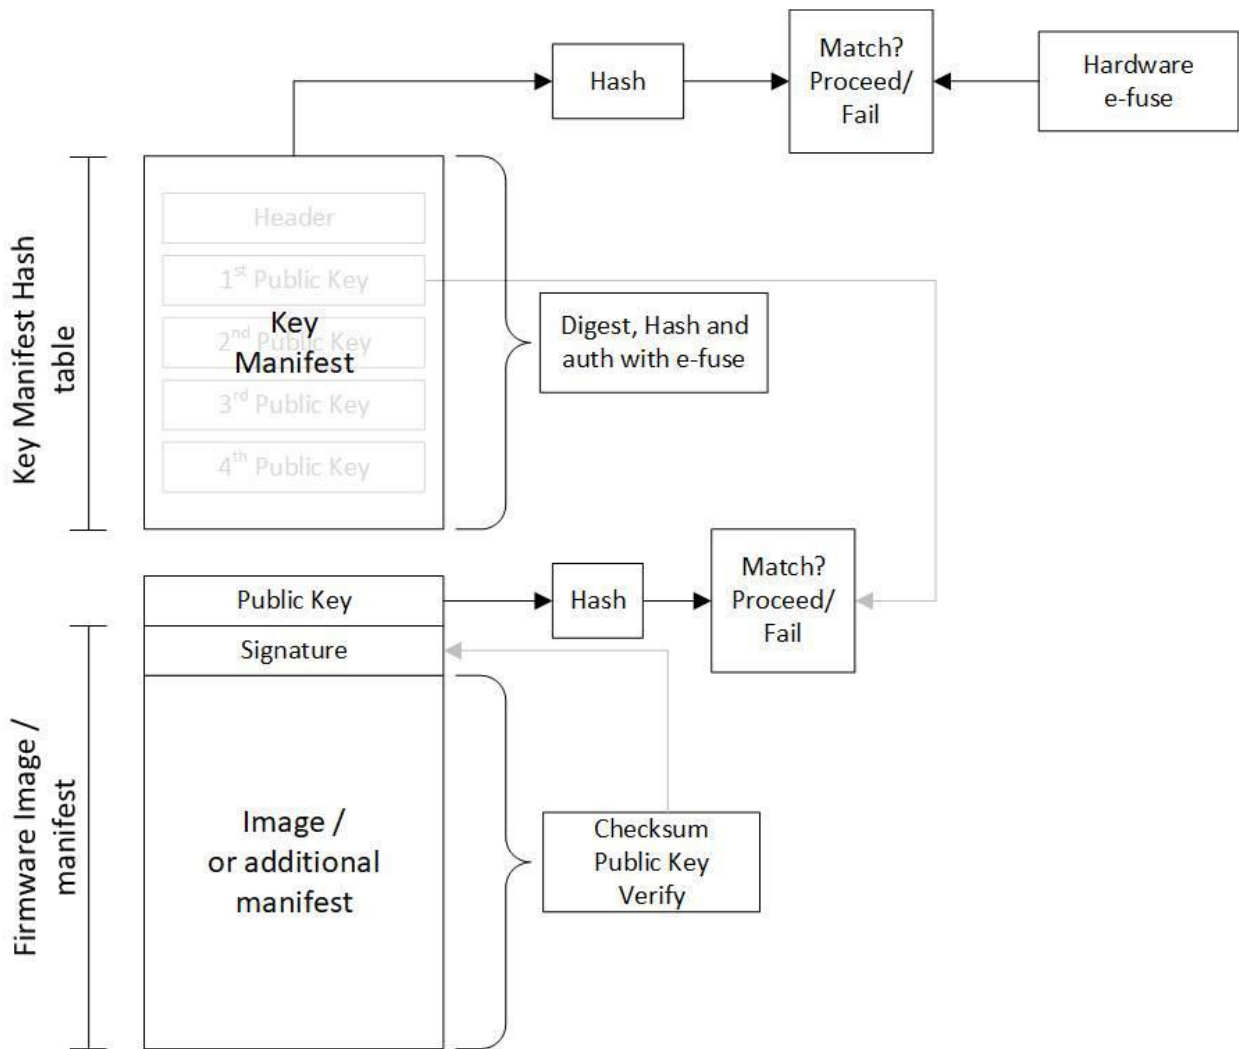 Hash
Match?
Proceed/
Fail
Hardware
e-fuse
Key Manifest Hash
table
Header
1st Public Key
2nd Public Key
3rd Public Key
4th Public Key
Key
Manifest
Digest, Hash and
auth with e-fuse
Public Key
Hash
Match?
Proceed/
Fail
Signature
Firmware Image /
manifest
Image /
or additional
manifest
Checksum
Public Key
Verify